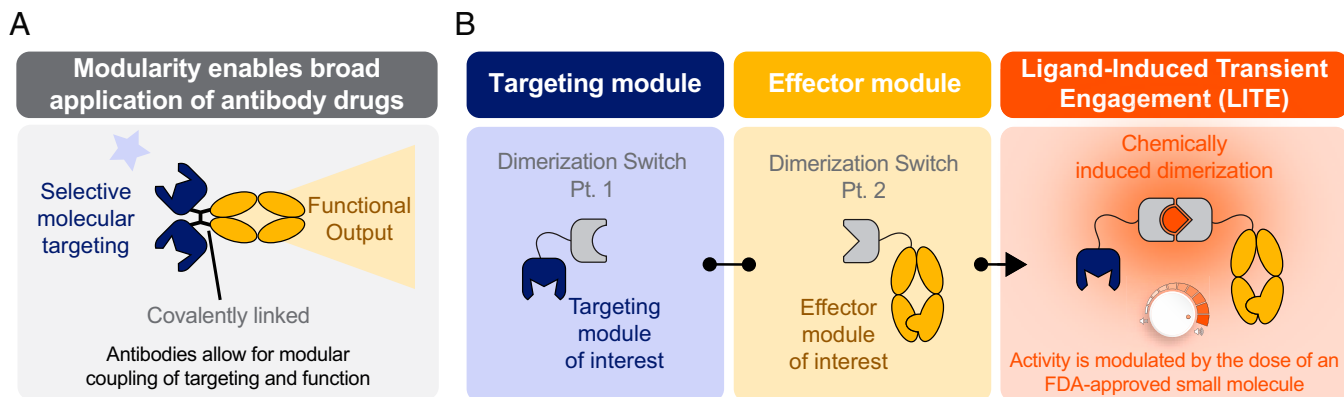 A
Modularity enables broad
application of antibody drugs
Selective
molecular
targeting
Functional
Output
Covalently linked
Antibodies allow for modular
coupling of targeting and function
B
Targeting module
Dimerization Switch
Pt. 1
Targeting
module
of interest
Effector module
Dimerization Switch
Pt. 2
Effector
module
of interest
Ligand-Induced Transient
Engagement (LITE)
Chemically
induced dimerization
Activity is modulated by the dose of an
FDA-approved small molecule